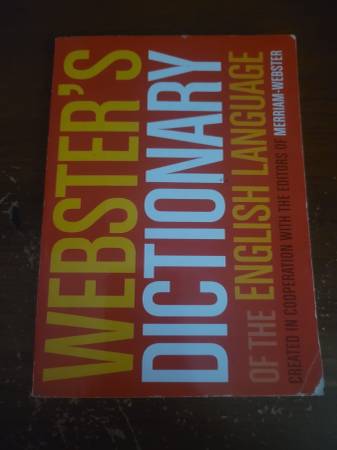 WEBSTER'S
DICTIONARY
OF THE ENGLISH LANGUAGE
CREATED IN COOPERATION WITH THE EDITORS OF MERRIAM-WEBSTER